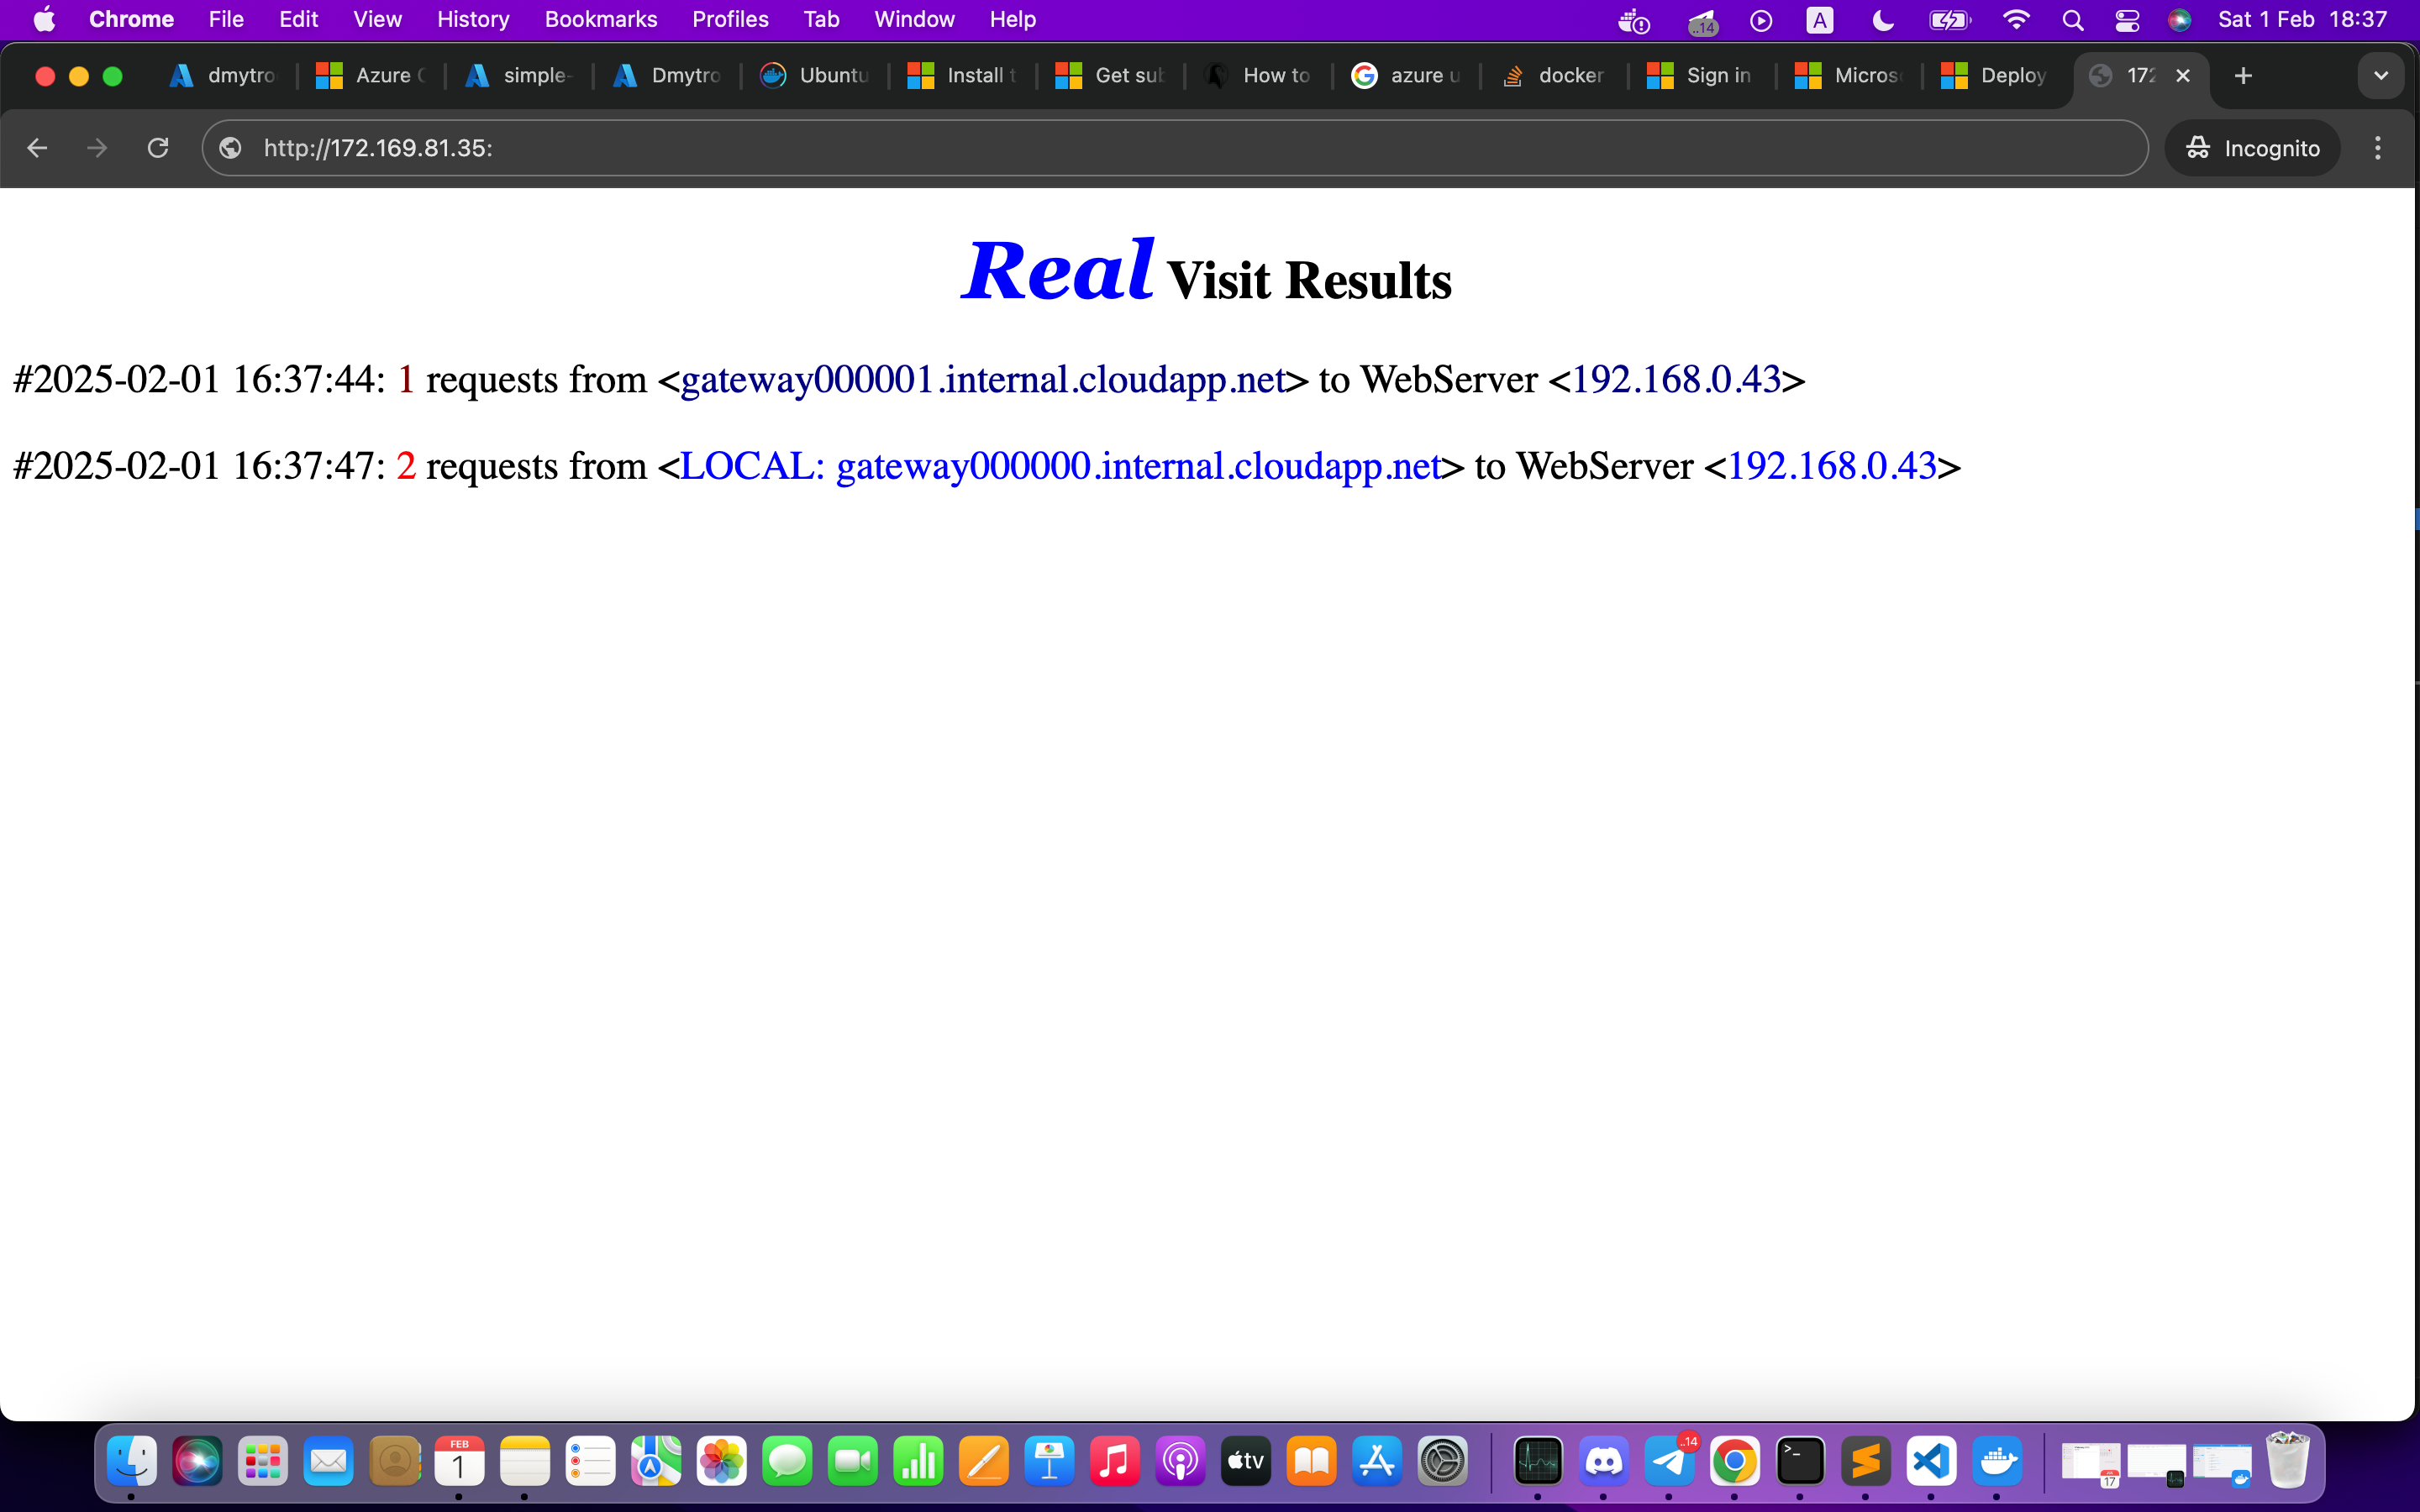 Chrome File Edit View History Bookmarks Profiles Tab Window Help ..14 A Sat 1 Feb 18:37
dmytro Azure simple- Dmytro Ubuntu Install t Get sub How to azure u docker Sign in Micros Deploy 172
http://172.169.81.35: Incognito
Real Visit Results
#2025-02-01 16:37:44: 1 requests from <gateway000001.internal.cloudapp.net> to WebServer <192.168.0.43>
#2025-02-01 16:37:47: 2 requests from <LOCAL: gateway000000.internal.cloudapp.net> to WebServer <192.168.0.43>
FEB
1
tv
..14
>_
17